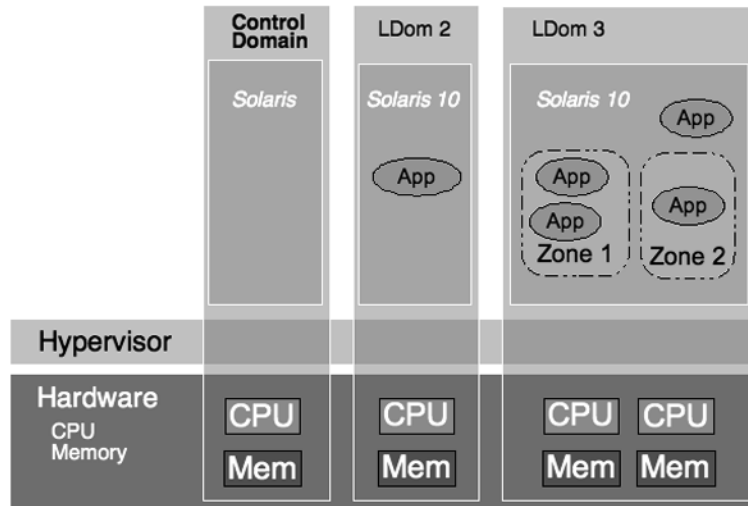 Control
Domain
LDom 2
LDom 3
Solaris
Solaris 10
Solaris 10
App
App
App
App
App
Zone 1
App
Zone 2
Hypervisor
Hardware
CPU
Memory
CPU
CPU
CPU
CPU
Mem
Mem
Mem
Mem